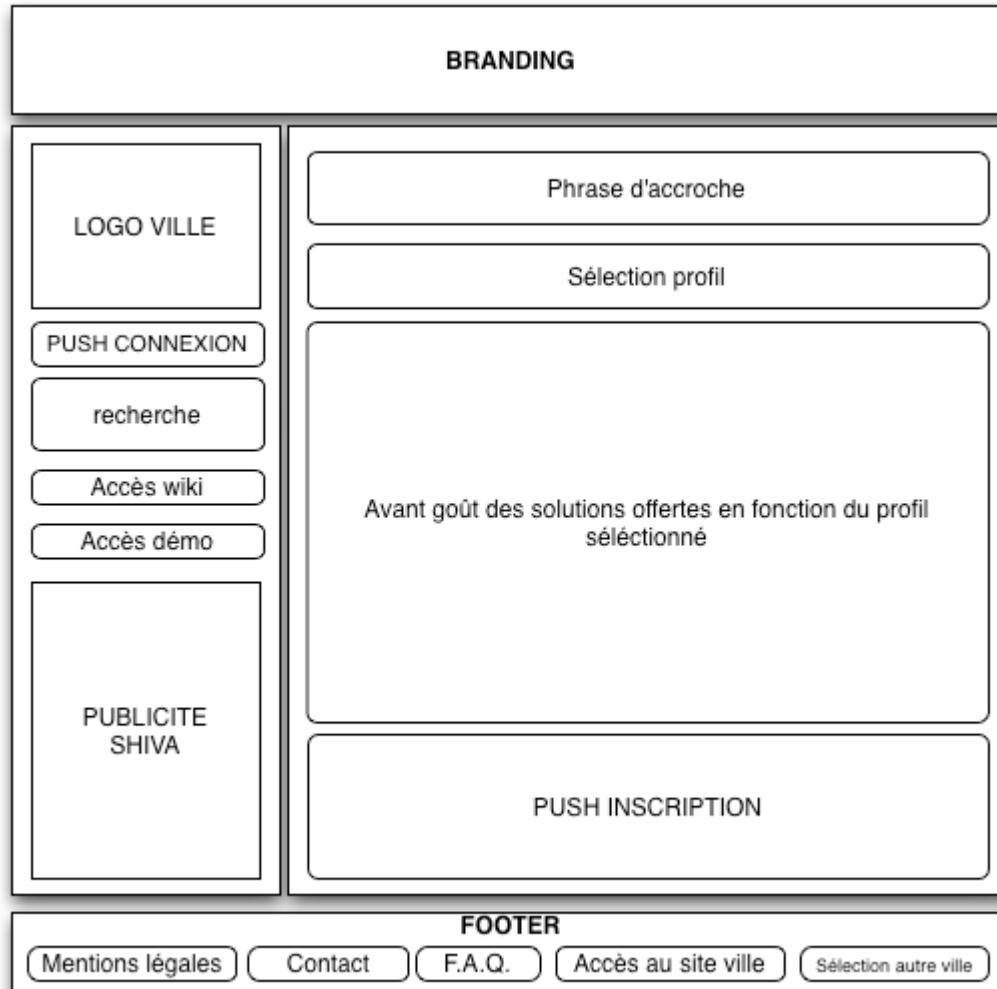 BRANDING
LOGO VILLE
PUSH CONNEXION
recherche
Accès wiki
Accès démo
PUBLICITE
SHIVA
Phrase d'accroche
Sélection profil
Avant goût des solutions offertes en fonction du profil
séléctionné
PUSH INSCRIPTION
FOOTER
Mentions légales
Contact
F.A.Q.
Accès au site ville
Sélection autre ville